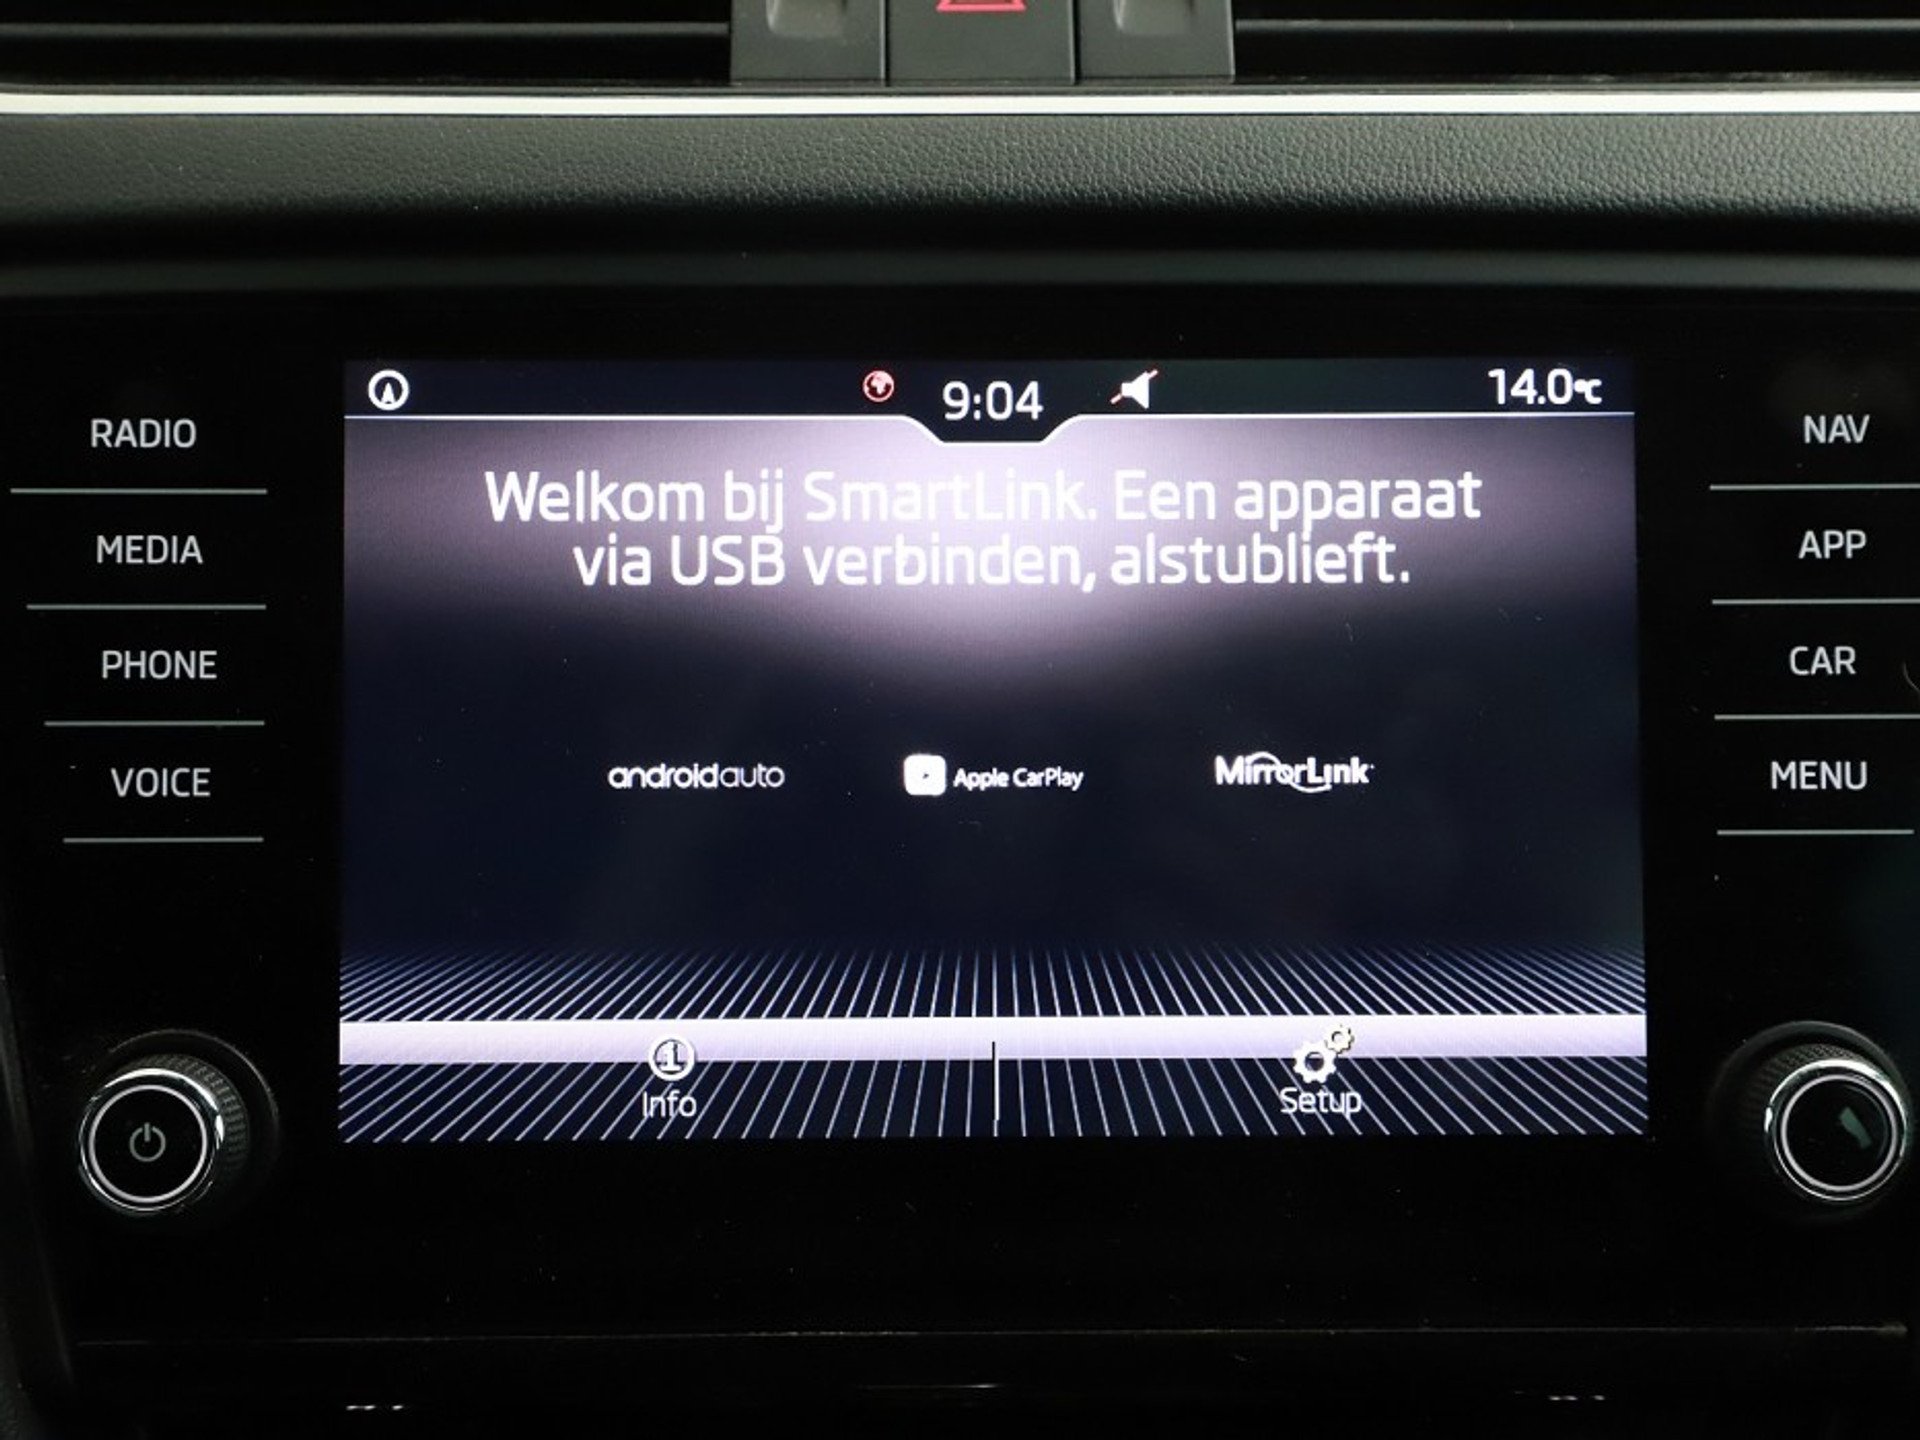 9:04
14.0°C
RADIO
MEDIA
PHONE
VOICE
Welkom bij SmartLink. Een apparaat
via USB verbinden, alstublieft.
androidauto
Apple CarPlay
MirrorLink
Info
Setup
NAV
APP
CAR
MENU